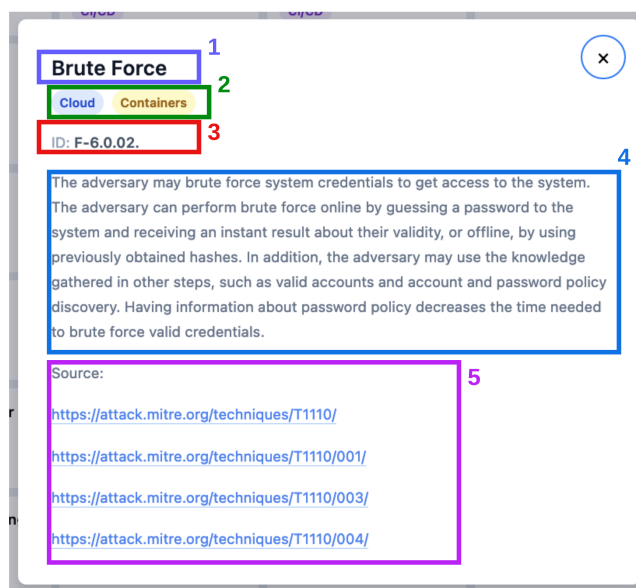 CI/CD CI/CD
1
Brute Force
×
2
Cloud Containers
3
ID: F-6.0.02.
4
The adversary may brute force system credentials to get access to the system.
The adversary can perform brute force online by guessing a password to the
system and receiving an instant result about their validity, or offline, by using
previously obtained hashes. In addition, the adversary may use the knowledge
gathered in other steps, such as valid accounts and account and password policy
discovery. Having information about password policy decreases the time needed
to brute force valid credentials.
5
Source:
https://attack.mitre.org/techniques/T1110/
https://attack.mitre.org/techniques/T1110/001/
https://attack.mitre.org/techniques/T1110/003/
https://attack.mitre.org/techniques/T1110/004/